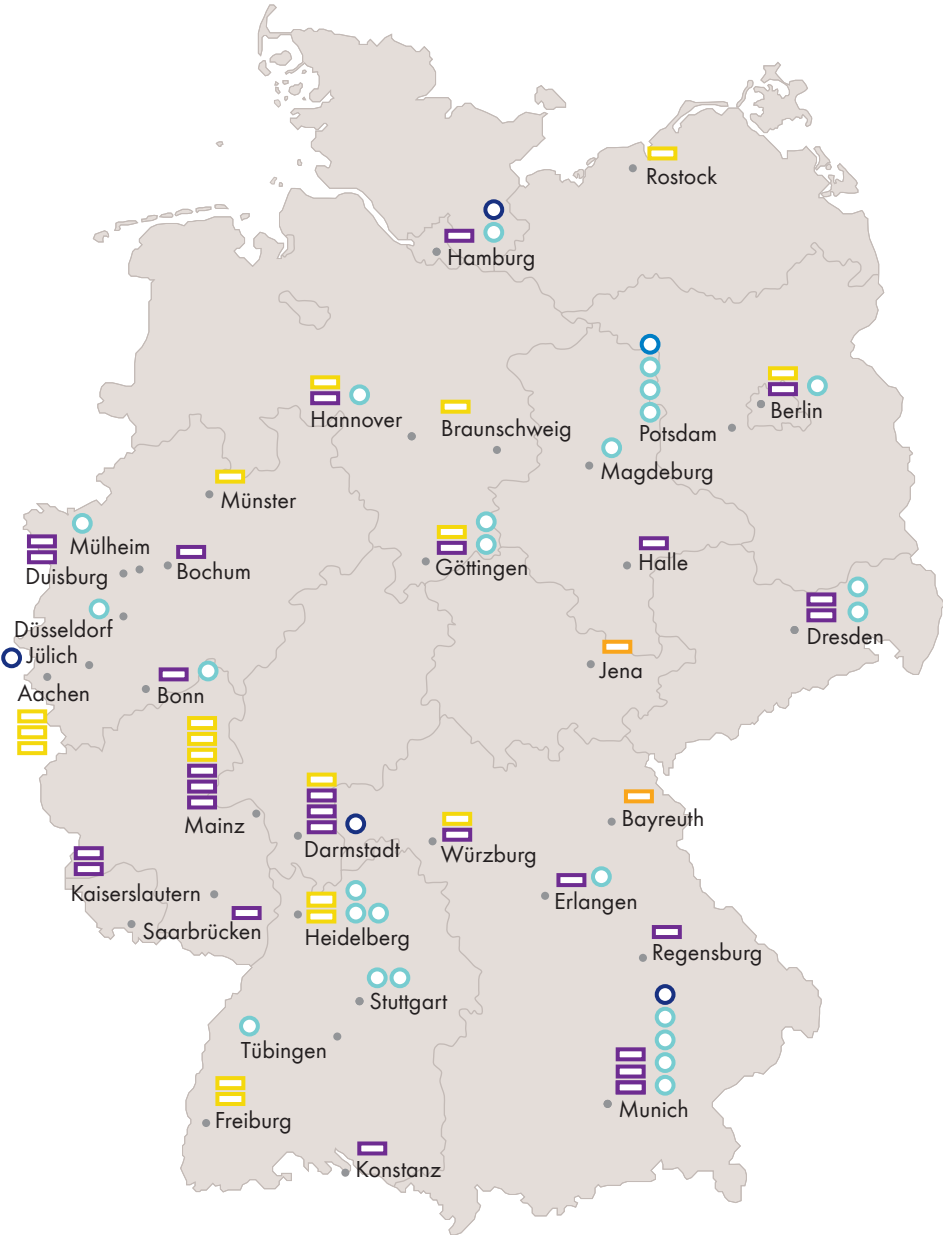 Rostock
Hamburg
Hannover
Braunschweig
Berlin
Potsdam
Magdeburg
Münster
Mülheim
Duisburg
Bochum
Göttingen
Halle
Düsseldorf
Dresden
Jülich
Jena
Aachen
Bonn
Mainz
Darmstadt
Würzburg
Bayreuth
Kaiserslautern
Erlangen
Saarbrücken
Heidelberg
Regensburg
Stuttgart
Tübingen
Freiburg
Munich
Konstanz